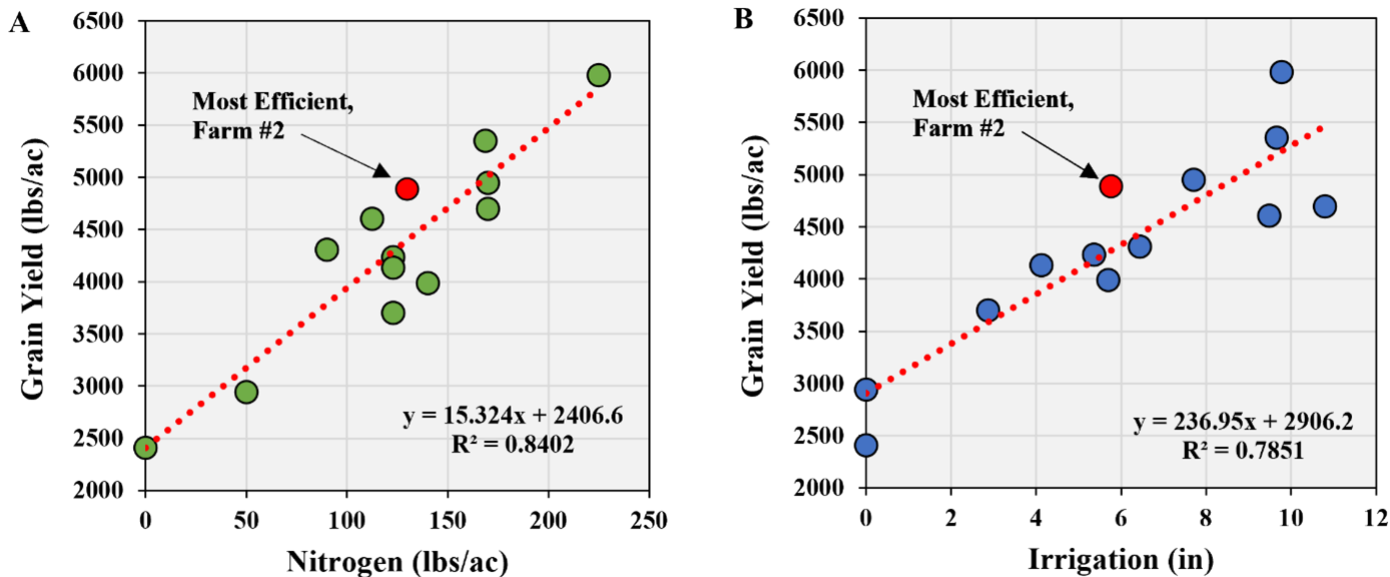 A
Grain Yield (lbs/ac)
6500
6000
5500
5000
4500
4000
3500
3000
2500
2000
Most Efficient,
Farm #2
y = 15.324x + 2406.6
R² = 0.8402
0 50 100 150 200 250
Nitrogen (lbs/ac)
B
Grain Yield (lbs/ac)
6500
6000
5500
5000
4500
4000
3500
3000
2500
2000
Most Efficient,
Farm #2
y = 236.95x + 2906.2
R² = 0.7851
0 2 4 6 8 10 12
Irrigation (in)